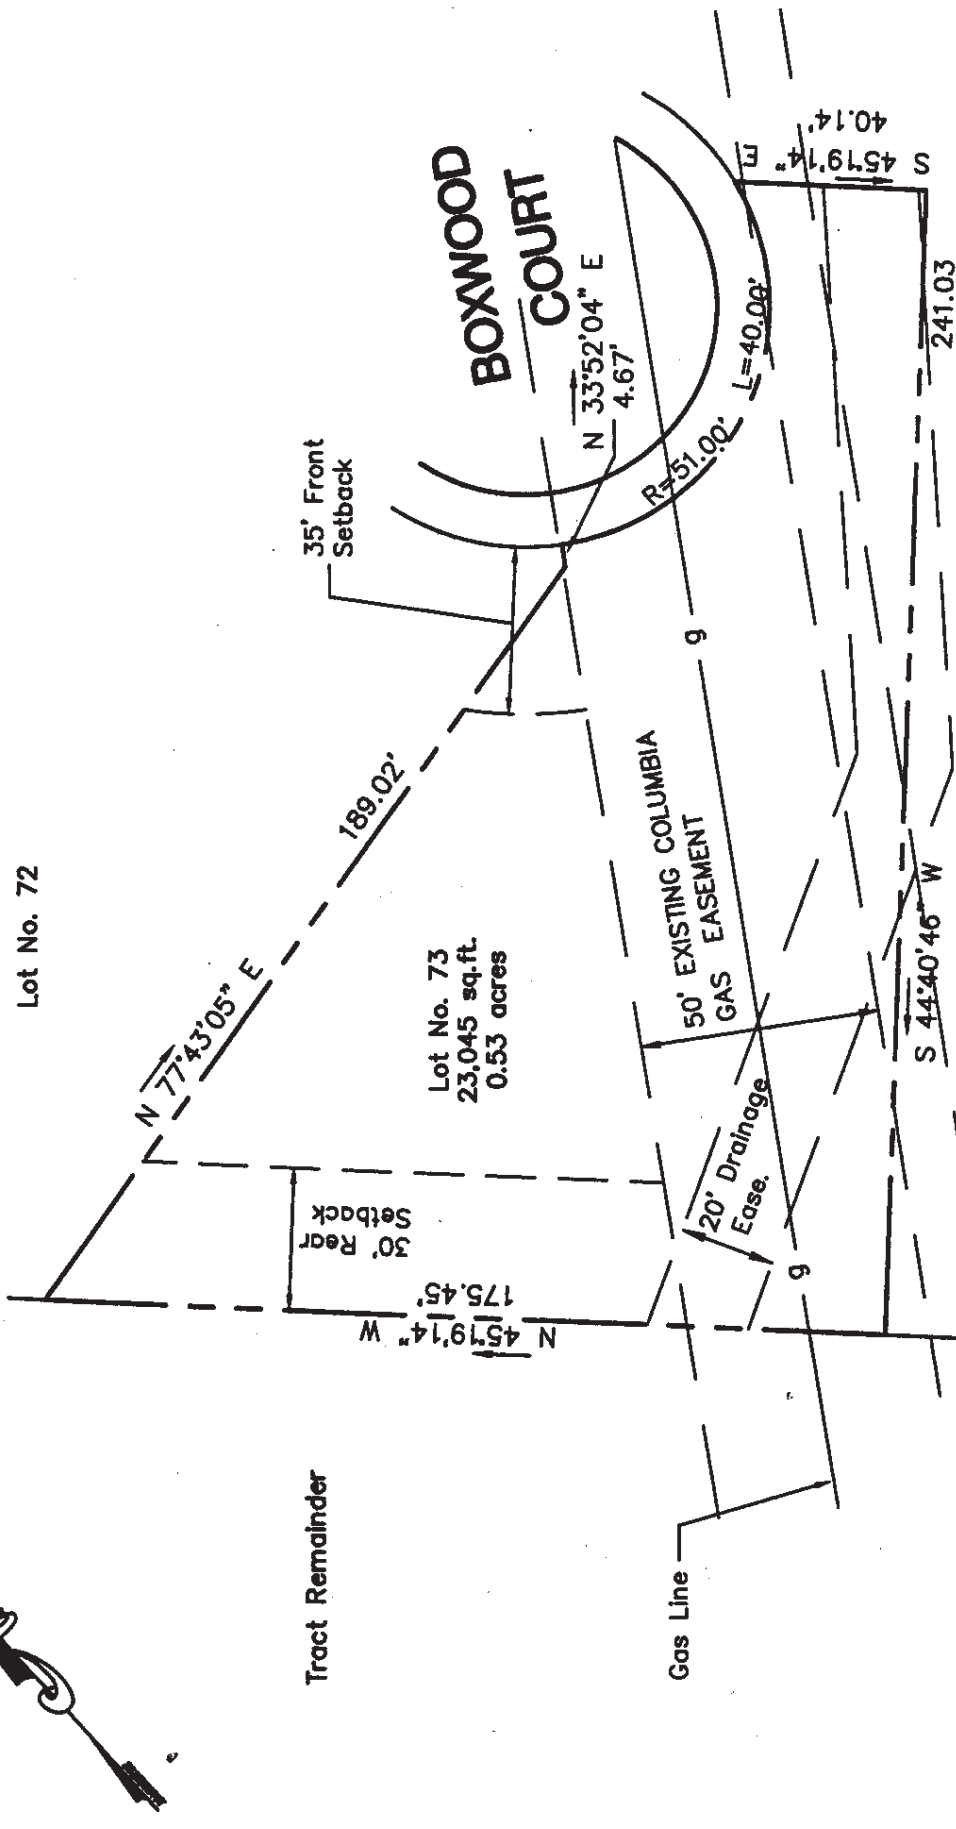 Lot No. 72
Tract Remainder
Gas Line
N 77°43'05" E
189.02'
35' Front
Setback
BOXWOOD
COURT
N 33°52'04" E
4.67'
R=51.00'
L=40.00'
S 45°19'14" E
40.14'
Lot No. 73
23,045 sq.ft.
0.53 acres
30' Rear
Setback
N 45°19'14" W
175.45'
50' EXISTING COLUMBIA
GAS EASEMENT
20' Drainage
Ease.
g
g
S 44°40'46" W
241.03